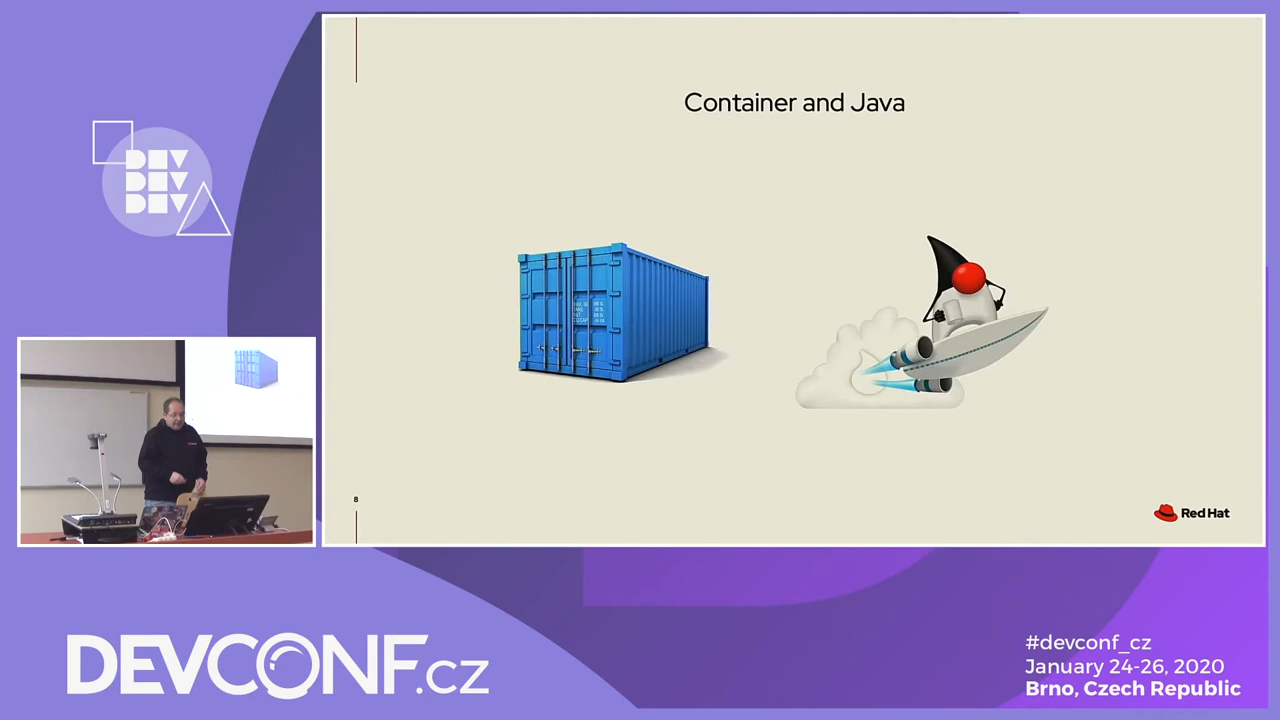 Container and Java
DEV
DEV
DEV
8
Red Hat
DEVCONF.cz
#devconf_cz
January 24-26, 2020
Brno, Czech Republic